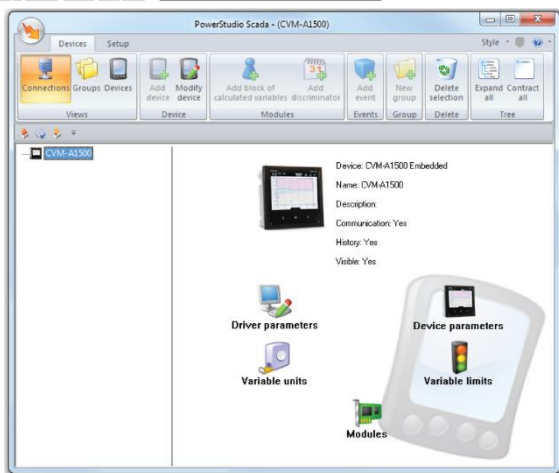 PowerStudio Scada - (CVM-A1500)
Devices Setup Style
Connections Groups Devices Add device Modify device Add block of calculated variables Add discriminator Add event New group Delete selection Expand all Contract all
Views Device Modules Events Group Delete Tree
CVM-A1500
Device: CVM-A1500 Embedded
Name: CVM-A1500
Description:
Communication: Yes
History: Yes
Visible: Yes
Driver parameters Device parameters
Variable units Variable limits
Modules